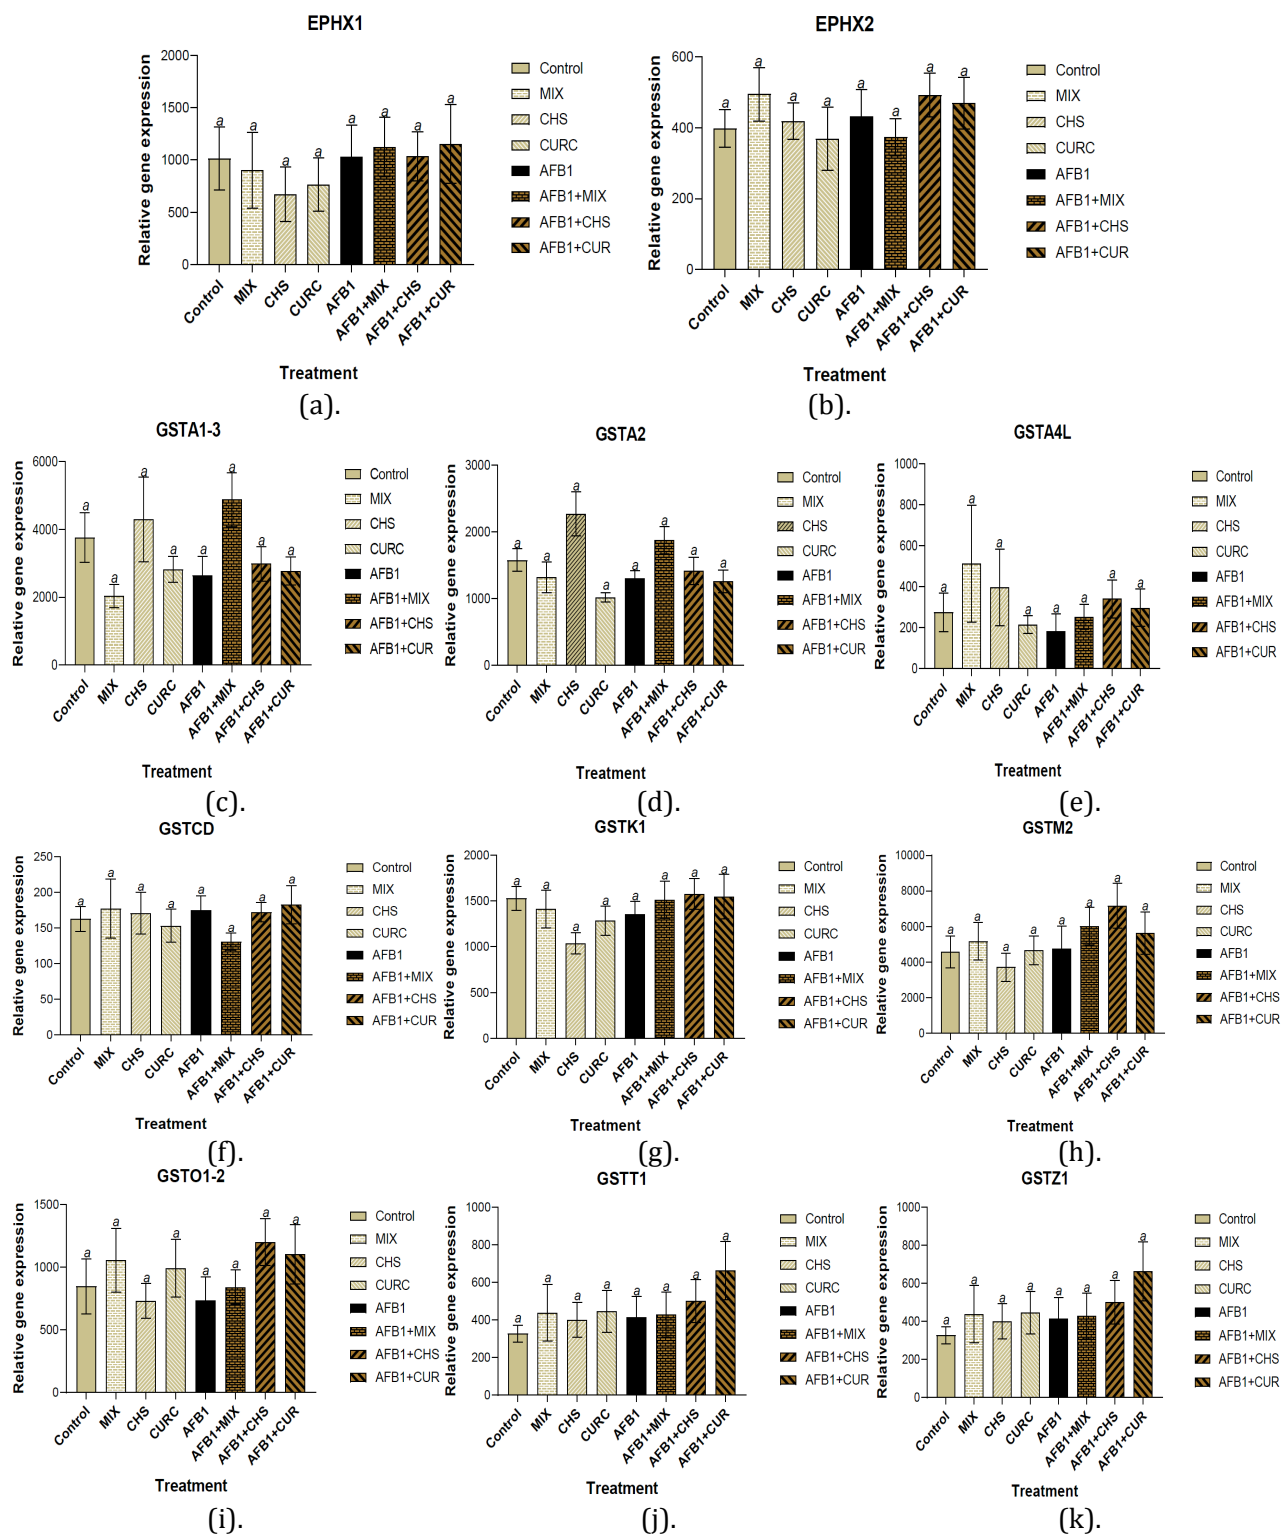 EPHX1
Relative gene expression
2000
1500
1000
500
0
a a a a a a a a
Control
MIX
CHS
CURC
AFB1
AFB1+MIX
AFB1+CHS
AFB1+CUR
Control MIX CHS CURC AFB1 AFB1+MIX AFB1+CHS AFB1+CUR
Treatment
(a).
EPHX2
Relative gene expression
600
400
200
0
a a a a a a a a
Control
MIX
CHS
CURC
AFB1
AFB1+MIX
AFB1+CHS
AFB1+CUR
Control MIX CHS CURC AFB1 AFB1+MIX AFB1+CHS AFB1+CUR
Treatment
(b).
GSTA1-3
Relative gene expression
6000
4000
2000
0
a a a a a a a a
Control
MIX
CHS
CURC
AFB1
AFB1+MIX
AFB1+CHS
AFB1+CUR
Control MIX CHS CURC AFB1 AFB1+MIX AFB1+CHS AFB1+CUR
Treatment
(c).
GSTA2
Relative gene expression
3000
2000
1000
0
a a a a a a a a
Control
MIX
CHS
CURC
AFB1
AFB1+MIX
AFB1+CHS
AFB1+CUR
Control MIX CHS CURC AFB1 AFB1+MIX AFB1+CHS AFB1+CUR
Treatment
(d).
GSTA4L
Relative gene expression
1000
800
600
400
200
0
a a a a a a a a
Control
MIX
CHS
CURC
AFB1
AFB1+MIX
AFB1+CHS
AFB1+CUR
Control MIX CHS CURC AFB1 AFB1+MIX AFB1+CHS AFB1+CUR
Treatment
(e).
GSTCD
Relative gene expression
250
200
150
100
50
0
a a a a a a a a
Control
MIX
CHS
CURC
AFB1
AFB1+MIX
AFB1+CHS
AFB1+CUR
Control MIX CHS CURC AFB1 AFB1+MIX AFB1+CHS AFB1+CUR
Treatment
(f).
GSTK1
Relative gene expression
2000
1500
1000
500
0
a a a a a a a a
Control
MIX
CHS
CURC
AFB1
AFB1+MIX
AFB1+CHS
AFB1+CUR
Control MIX CHS CURC AFB1 AFB1+MIX AFB1+CHS AFB1+CUR
Treatment
(g).
GSTM2
Relative gene expression
10000
8000
6000
4000
2000
0
a a a a a a a a
Control
MIX
CHS
CURC
AFB1
AFB1+MIX
AFB1+CHS
AFB1+CUR
Control MIX CHS CURC AFB1 AFB1+MIX AFB1+CHS AFB1+CUR
Treatment
(h).
GSTO1-2
Relative gene expression
1500
1000
500
0
a a a a a a a a
Control
MIX
CHS
CURC
AFB1
AFB1+MIX
AFB1+CHS
AFB1+CUR
Control MIX CHS CURC AFB1 AFB1+MIX AFB1+CHS AFB1+CUR
Treatment
(i).
GSTT1
Relative gene expression
1000
800
600
400
200
0
a a a a a a a a
Control
MIX
CHS
CURC
AFB1
AFB1+MIX
AFB1+CHS
AFB1+CUR
Control MIX CHS CURC AFB1 AFB1+MIX AFB1+CHS AFB1+CUR
Treatment
(j).
GSTZ1
Relative gene expression
1000
800
600
400
200
0
a a a a a a a a
Control
MIX
CHS
CURC
AFB1
AFB1+MIX
AFB1+CHS
AFB1+CUR
Control MIX CHS CURC AFB1 AFB1+MIX AFB1+CHS AFB1+CUR
Treatment
(k).